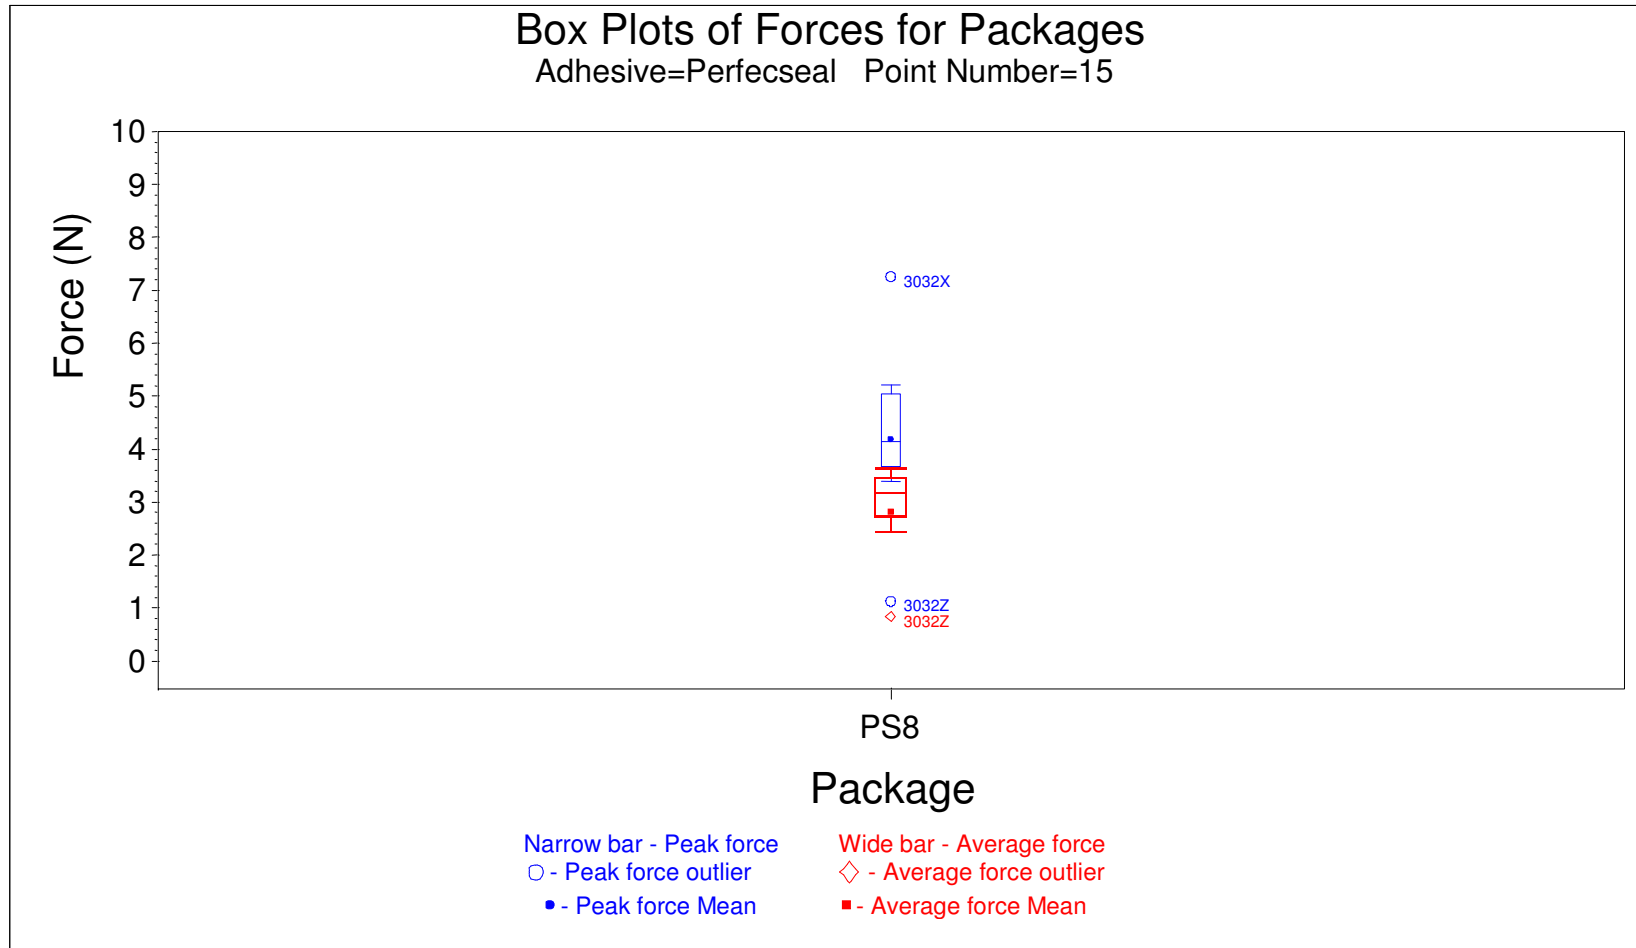 Box Plots of Forces for Packages
Adhesive=Perfecseal Point Number=15
Force (N)
10
9
8
7
6
5
4
3
2
1
0
3032X
3032Z
3032Z
PS8
Package
Narrow bar - Peak force Wide bar - Average force
- Peak force outlier - Average force outlier
- Peak force Mean - Average force Mean